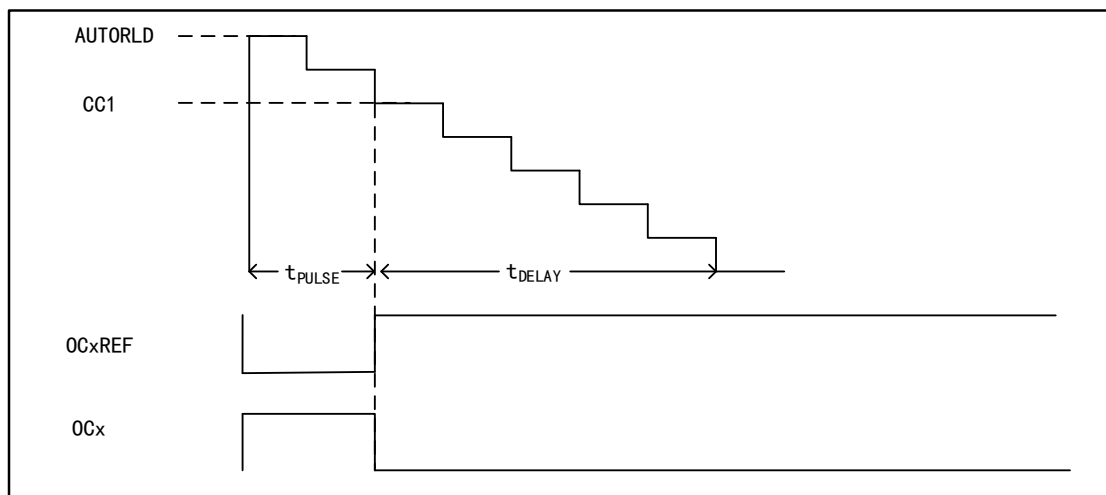 AUTORLD
CC1
tPULSE
tDELAY
OCxREF
OCx